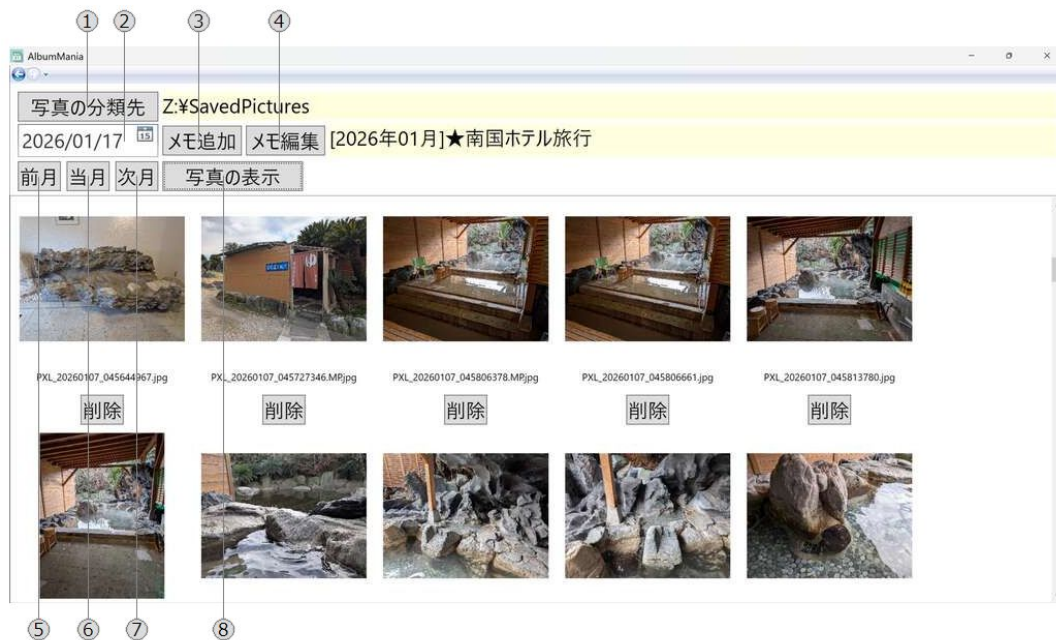 ① ② ③ ④
AlbumMania
写真の分類先 Z:¥SavedPictures
2026/01/17 15 メモ追加 メモ編集 [2026年01月]★南国ホテル旅行
前月 当月 次月 写真の表示
PXL_20260107_045644967.jpg PXL_20260107_045727346.MP.jpg PXL_20260107_045806378.MP.jpg PXL_20260107_045806661.jpg PXL_20260107_045813780.jpg
削除 削除 削除 削除 削除
⑤ ⑥ ⑦ ⑧